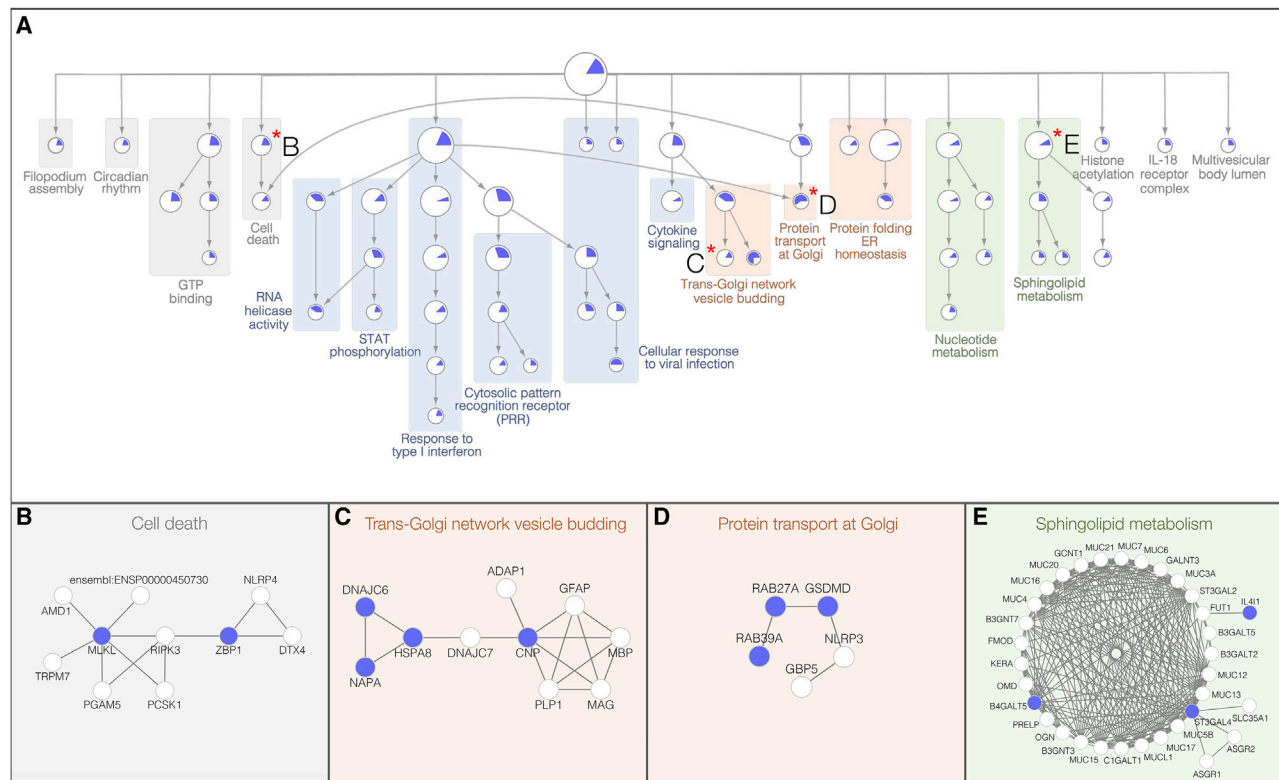 A
* B
* E
Filopodium
assembly
Circadian
rhythm
Histone
acetylation
IL-18
receptor
complex
Multivesicular
body lumen
Cell
death
* D
Cytokine
signaling
Protein
transport
at Golgi
Protein folding
ER
homeostasis
C *
GTP
binding
Trans-Golgi network
vesicle budding
Sphingolipid
metabolism
RNA
helicase
activity
STAT
phosphorylation
Nucleotide
metabolism
Cellular response
to viral infection
Cytosolic pattern
recognition receptor
(PRR)
Response to
type I interferon
B
Cell death
ensembl:ENSP00000450730
NLRP4
AMD1
MLKL
RIPK3
ZBP1
DTX4
TRPM7
PGAM5
PCSK1
C
Trans-Golgi network vesicle budding
ADAP1
GFAP
DNAJC6
HSPA8
DNAJC7
CNP
MBP
NAPA
PLP1
MAG
D
Protein transport at Golgi
RAB27A
GSDMD
RAB39A
NLRP3
GBP5
E
Sphingolipid metabolism
MUC21
MUC7
MUC6
GCNT1
GALNT3
MUC20
MUC3A
MUC16
ST3GAL2
MUC4
FUT1
IL4I1
B3GNT7
B3GALT5
FMOD
B3GALT2
KERA
MUC12
OMD
MUC13
B4GALT5
ST3GAL4
SLC35A1
PRELP
MUC5B
OGN
MUC17
ASGR2
B3GNT3
MUCL1
MUC15
C1GALT1
ASGR1